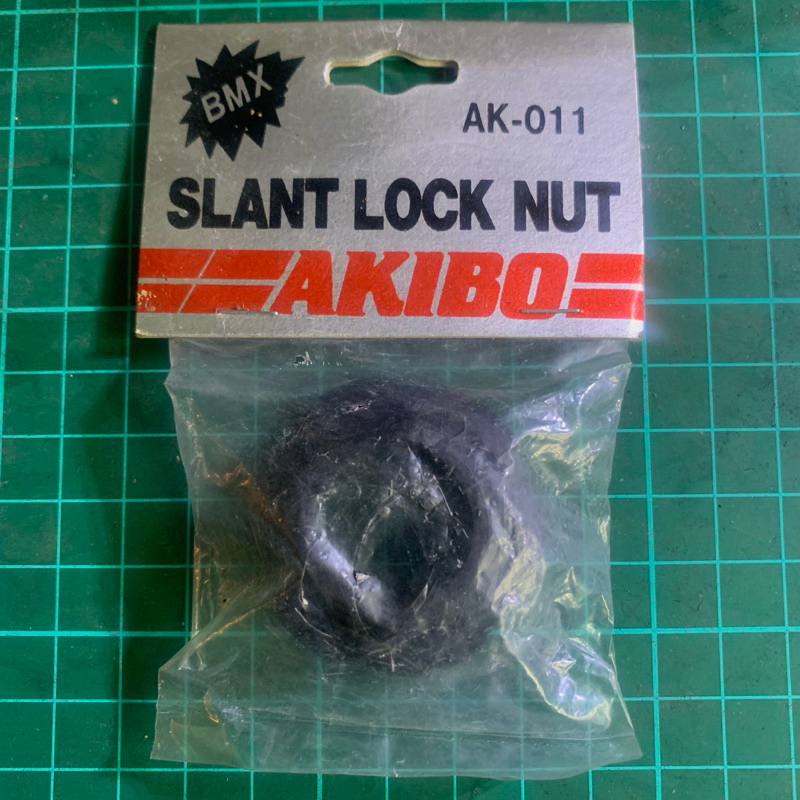 BMX
AK-011
SLANT LOCK NUT
AKIBO